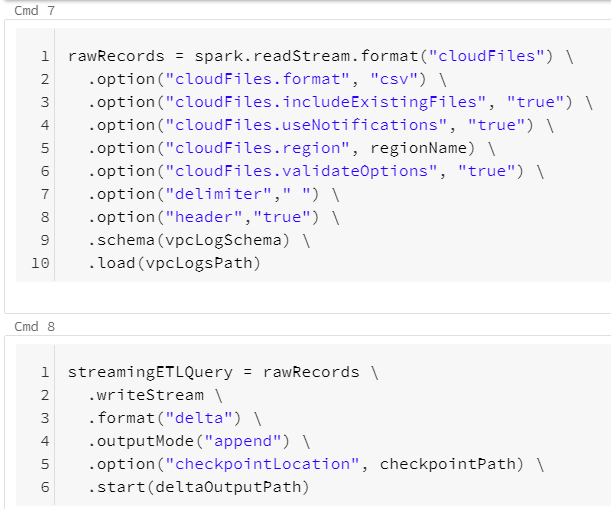 Cmd 7
1 rawRecords = spark.readStream.format("cloudFiles") \
2 .option("cloudFiles.format", "csv") \
3 .option("cloudFiles.includeExistingFiles", "true") \
4 .option("cloudFiles.useNotifications", "true") \
5 .option("cloudFiles.region", regionName) \
6 .option("cloudFiles.validateOptions", "true") \
7 .option("delimiter"," ") \
8 .option("header","true") \
9 .schema(vpcLogSchema) \
10 .load(vpcLogsPath)
Cmd 8
1 streamingETLQuery = rawRecords \
2 .writeStream \
3 .format("delta") \
4 .outputMode("append") \
5 .option("checkpointLocation", checkpointPath) \
6 .start(deltaOutputPath)